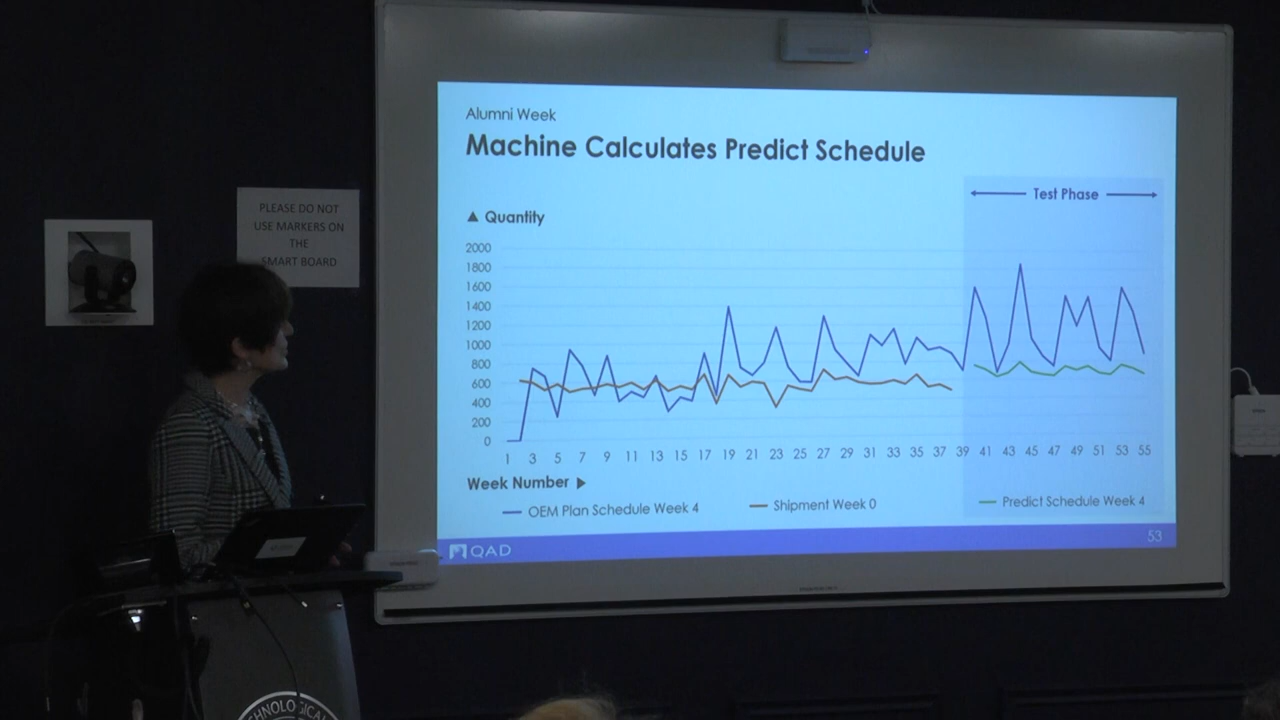 Alumni Week
Machine Calculates Predict Schedule
Test Phase
▲ Quantity
2000
1800
1600
1400
1200
1000
800
600
400
200
0
1 3 5 7 9 11 13 15 17 19 21 23 25 27 29 31 33 35 37 39 41 43 45 47 49 51 53 55
Week Number ▶
OEM Plan Schedule Week 4 Shipment Week 0 Predict Schedule Week 4
QAD 53
PLEASE DO NOT
USE MARKERS ON
THE
SMART BOARD